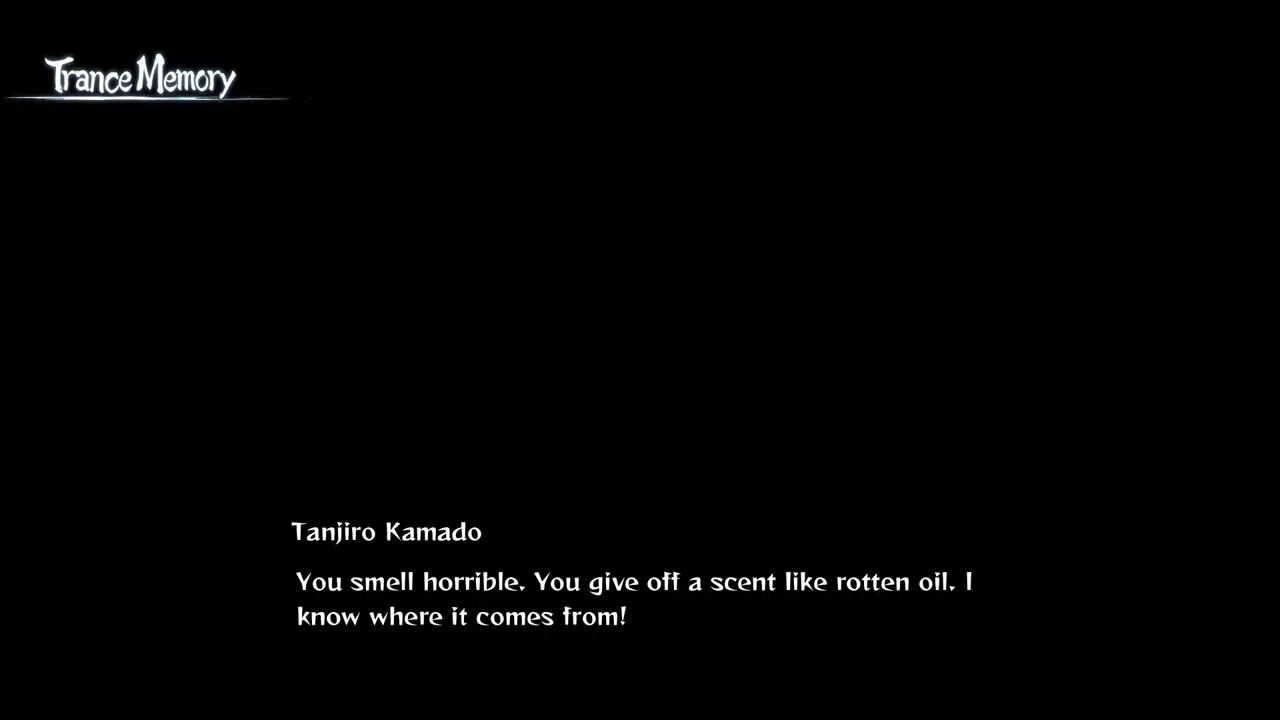 Trance Memory
Tanjiro Kamado
You smell horrible. You give off a scent like rotten oil. I
know where it comes from!